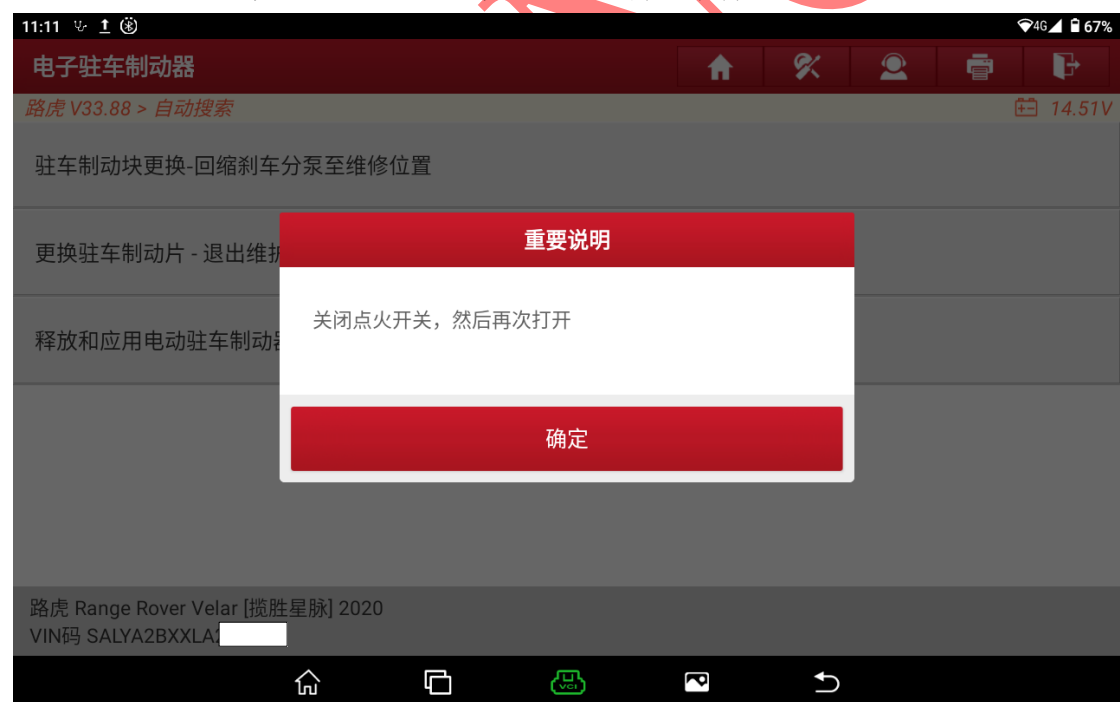 11:11
4G
67%
电子驻车制动器
路虎 V33.88 > 自动搜索
14.51V
驻车制动块更换-回缩刹车分泵至维修位置
更换驻车制动片 - 退出维护
释放和应用电动驻车制动
重要说明
关闭点火开关，然后再次打开
确定
路虎 Range Rover Velar [揽胜星脉] 2020
VIN码 SALYA2BXXLA
VCI